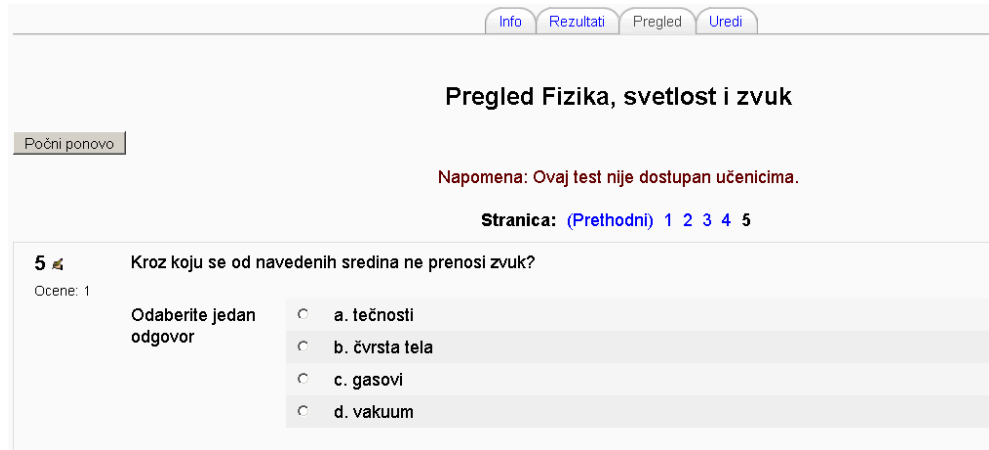 Info Rezultati Pregled Uredi
Pregled Fizika, svetlost i zvuk
Počni ponovo
Napomena: Ovaj test nije dostupan učenicima.
Stranica: (Prethodni) 1 2 3 4 5
5 Kroz koju se od navedenih sredina ne prenosi zvuk?
Ocene: 1
Odaberite jedan
odgovor
a. tečnosti
b. čvrsta tela
c. gasovi
d. vakuum